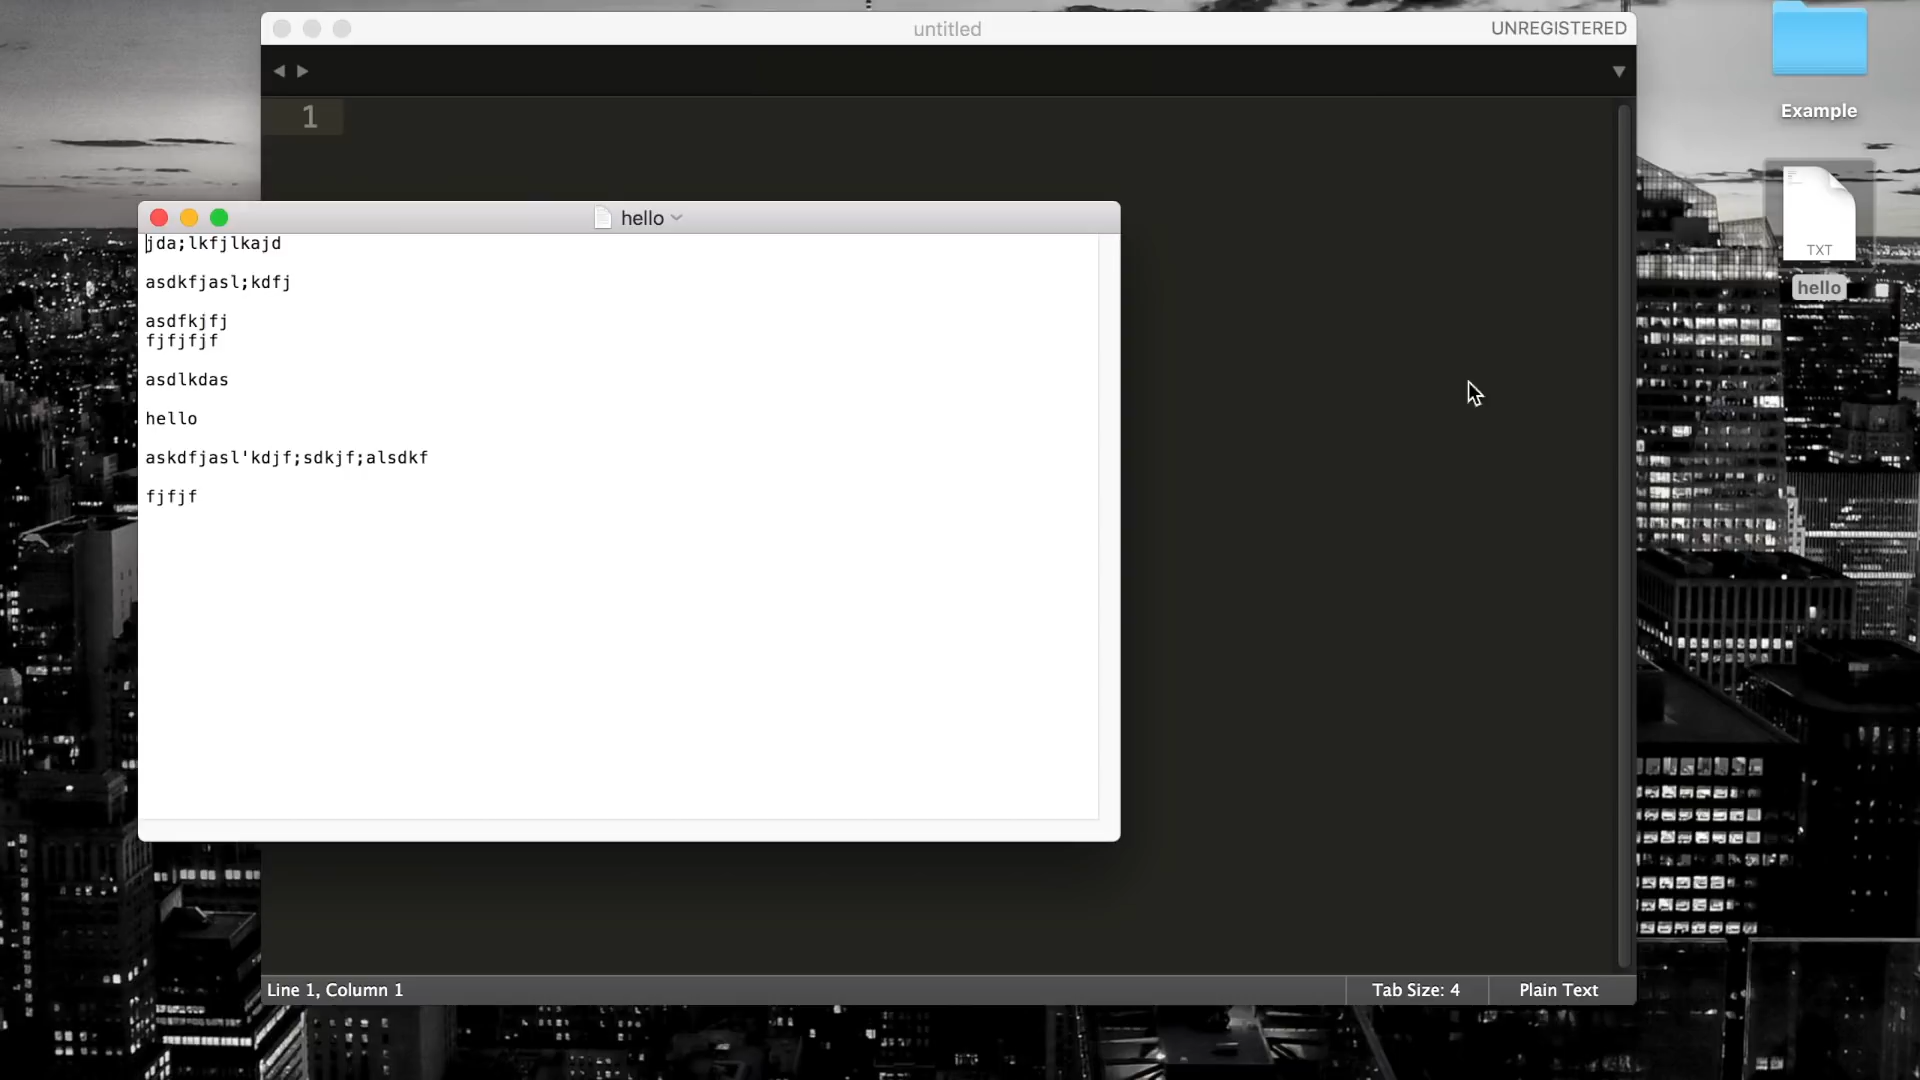 untitled
UNREGISTERED
1
Example
TXT
hello
hello
jda;lkfjlkajd
asdkfjasl;kdfj
asdfkjfj
fjfjfjf
asdlkdas
hello
askdfjasl'kdjf;sdkjf;alsdkf
fjfjf
Line 1, Column 1
Tab Size: 4
Plain Text